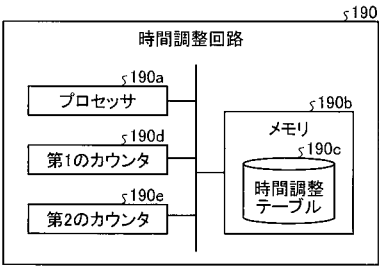 190
時間調整回路
190a
プロセッサ
190b
メモリ
190d
第1のカウンタ
190c
時間調整
テーブル
190e
第2のカウンタ